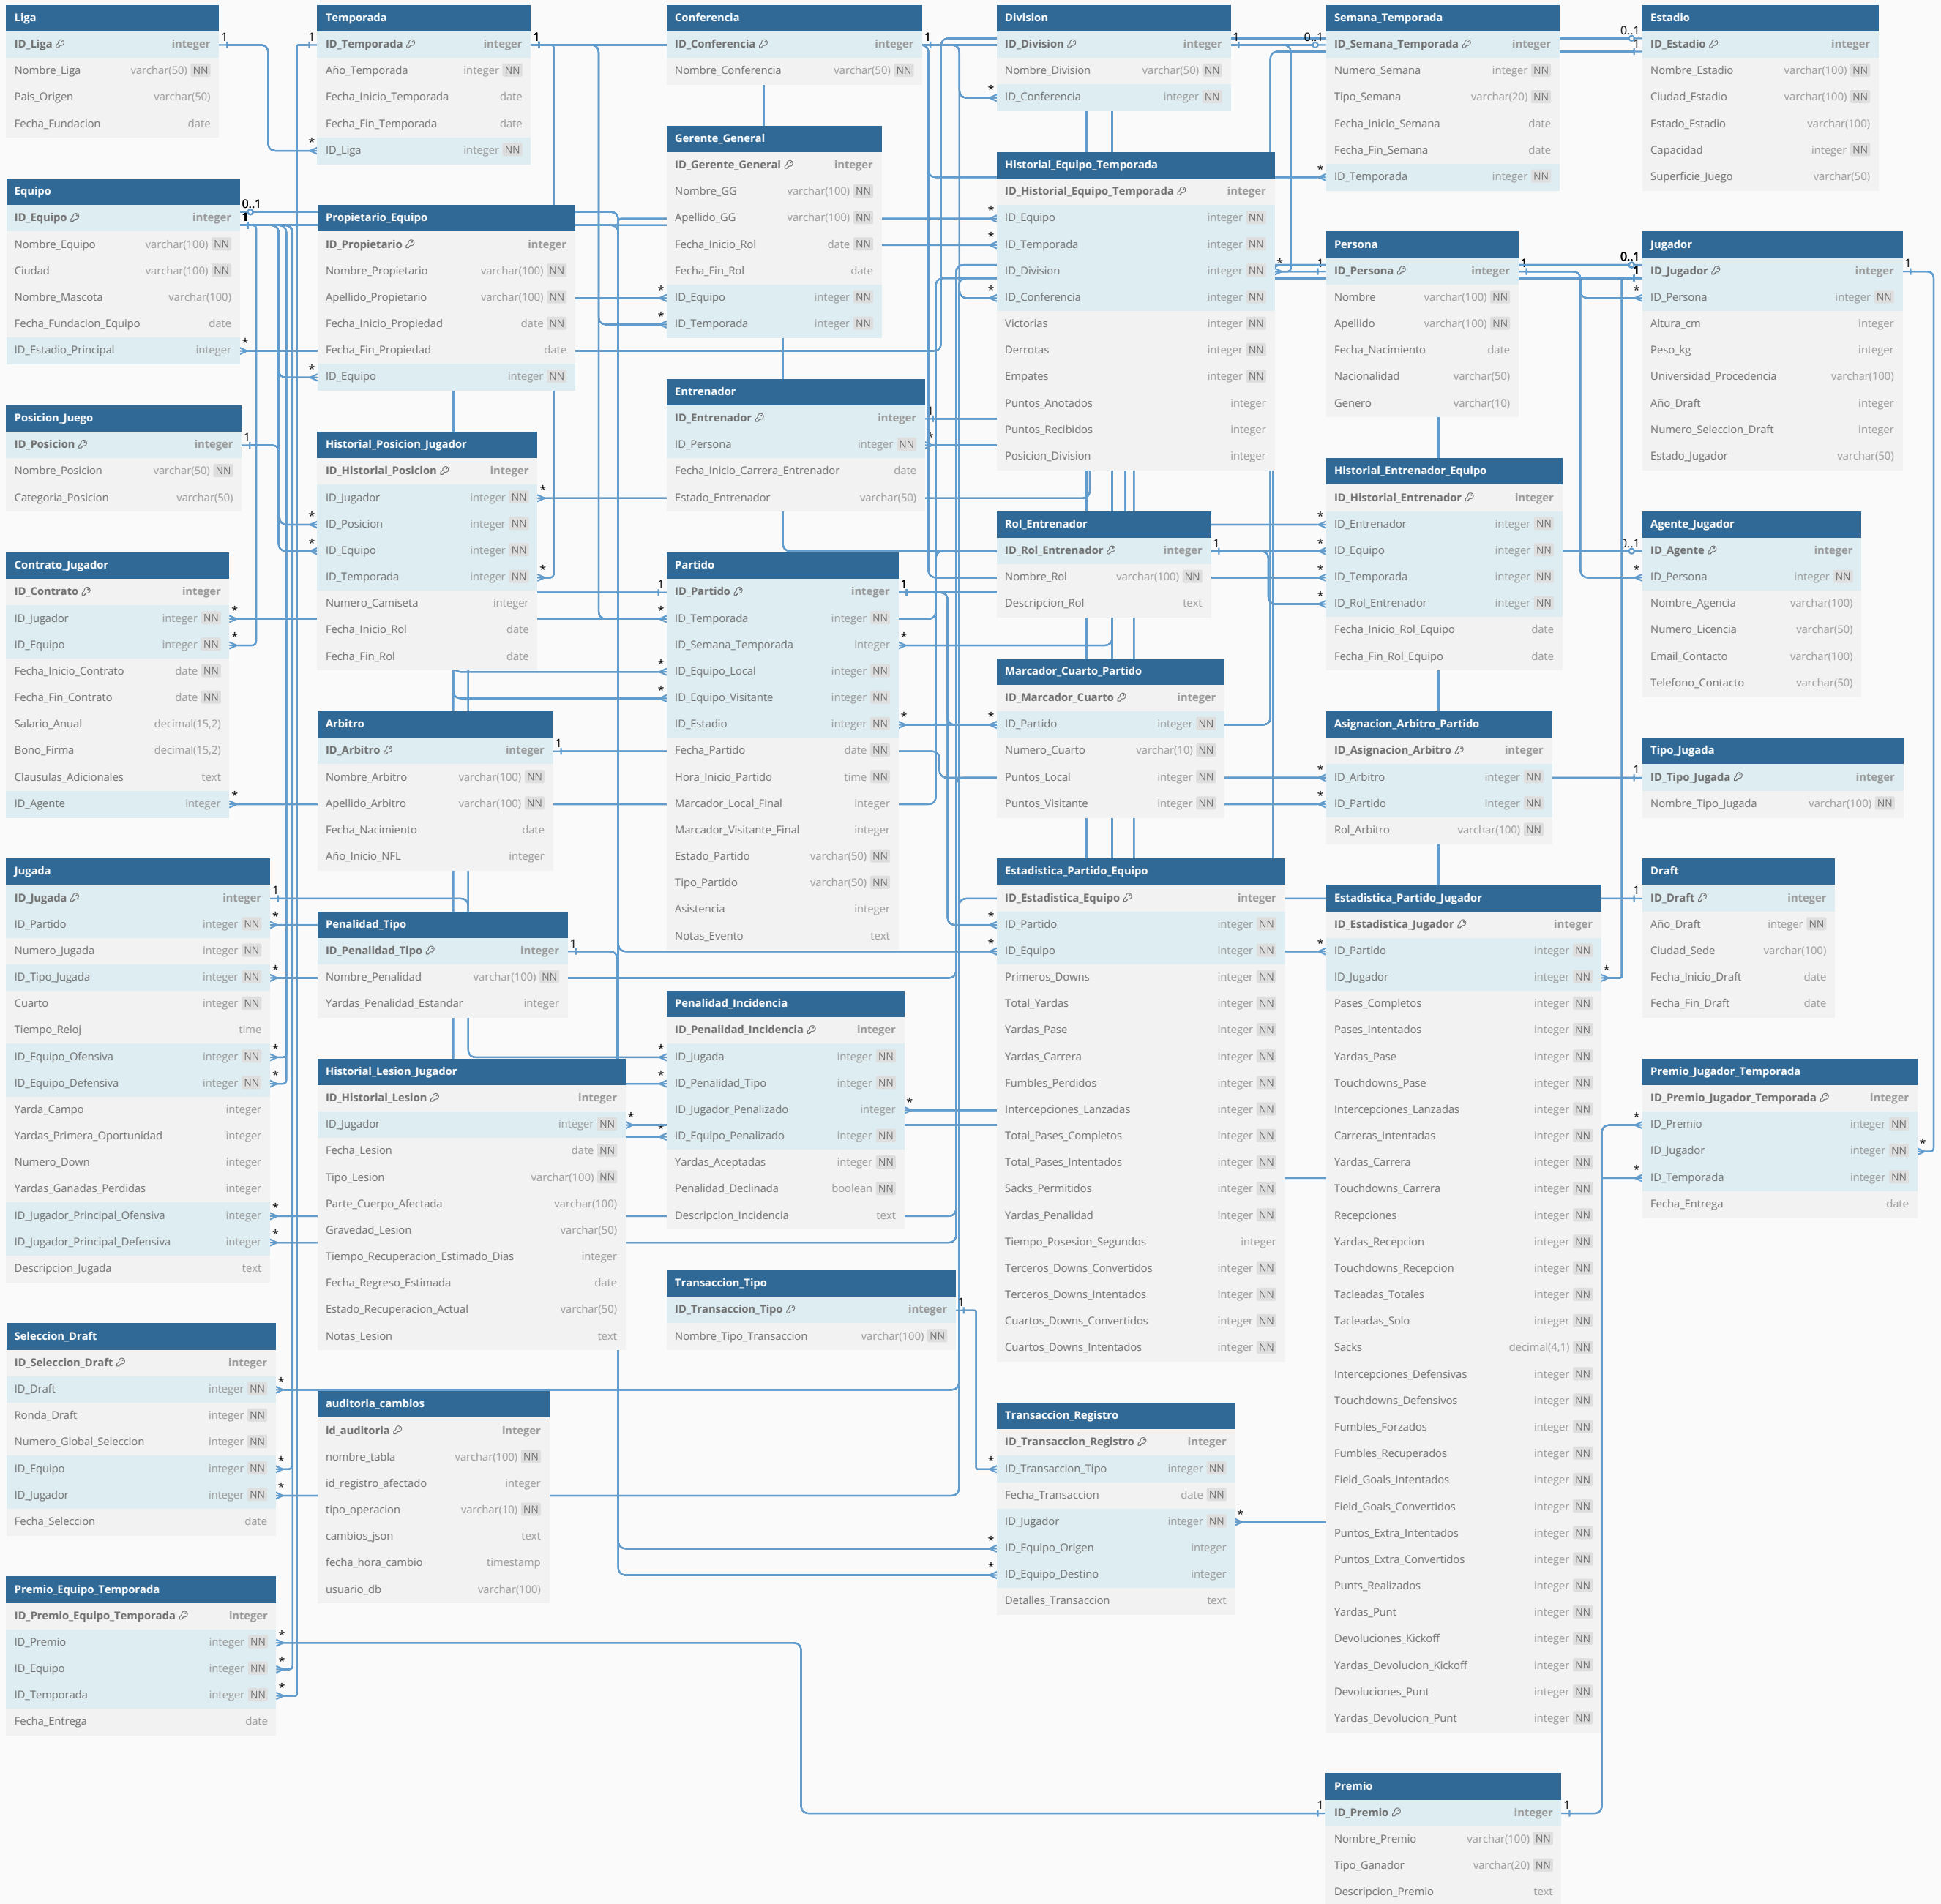 Liga
ID_Liga integer 1
Nombre_Liga varchar(50) NN
Pais_Origen varchar(50)
Fecha_Fundacion date
Equipo
0..1
ID_Equipo integer 1
Nombre_Equipo varchar(100) NN
Ciudad varchar(100) NN
Nombre_Mascota varchar(100)
Fecha_Fundacion_Equipo date
ID_Estadio_Principal integer *
Posicion_Juego
ID_Posicion integer 1
Nombre_Posicion varchar(50) NN
Categoria_Posicion varchar(50)
Contrato_Jugador
ID_Contrato integer
ID_Jugador integer NN *
ID_Equipo integer NN *
Fecha_Inicio_Contrato date NN
Fecha_Fin_Contrato date NN
Salario_Anual decimal(15,2)
Bono_Firma decimal(15,2)
Clausulas_Adicionales text
ID_Agente integer *
Jugada
ID_Jugada integer 1
ID_Partido integer NN *
Numero_Jugada integer NN
ID_Tipo_Jugada integer NN *
Cuarto integer NN
Tiempo_Reloj time
ID_Equipo_Ofensiva integer NN *
ID_Equipo_Defensiva integer NN *
Yarda_Campo integer
Yardas_Primera_Oportunidad integer
Numero_Down integer
Yardas_Ganadas_Perdidas integer
ID_Jugador_Principal_Ofensiva integer *
ID_Jugador_Principal_Defensiva integer *
Descripcion_Jugada text
Seleccion_Draft
ID_Seleccion_Draft integer
ID_Draft integer NN *
Ronda_Draft integer NN
Numero_Global_Seleccion integer NN
ID_Equipo integer NN *
ID_Jugador integer NN *
Fecha_Seleccion date
Premio_Equipo_Temporada
ID_Premio_Equipo_Temporada integer
ID_Premio integer NN *
ID_Equipo integer NN *
ID_Temporada integer NN *
Fecha_Entrega date
Temporada
1 ID_Temporada integer 1
Año_Temporada integer NN
Fecha_Inicio_Temporada date
Fecha_Fin_Temporada date
* ID_Liga integer NN
Propietario_Equipo
ID_Propietario integer
Nombre_Propietario varchar(100) NN
Apellido_Propietario varchar(100) NN
Fecha_Inicio_Propiedad date NN
Fecha_Fin_Propiedad date
* ID_Equipo integer NN
Historial_Posicion_Jugador
ID_Historial_Posicion integer
ID_Jugador integer NN *
* ID_Posicion integer NN
* ID_Equipo integer NN
ID_Temporada integer NN *
Numero_Camiseta integer
Fecha_Inicio_Rol date
Fecha_Fin_Rol date
Arbitro
ID_Arbitro integer 1
Nombre_Arbitro varchar(100) NN
Apellido_Arbitro varchar(100) NN
Fecha_Nacimiento date
Año_Inicio_NFL integer
Penalidad_Tipo
ID_Penalidad_Tipo integer 1
Nombre_Penalidad varchar(100) NN
Yardas_Penalidad_Estandar integer
Historial_Lesion_Jugador
ID_Historial_Lesion integer
ID_Jugador integer NN *
Fecha_Lesion date NN
Tipo_Lesion varchar(100) NN
Parte_Cuerpo_Afectada varchar(100)
Gravedad_Lesion varchar(50)
Tiempo_Recuperacion_Estimado_Dias integer
Fecha_Regreso_Estimada date
Estado_Recuperacion_Actual varchar(50)
Notas_Lesion text
auditoria_cambios
id_auditoria integer
nombre_tabla varchar(100) NN
id_registro_afectado integer
tipo_operacion varchar(10) NN
cambios_json text
fecha_hora_cambio timestamp
usuario_db varchar(100)
Conferencia
ID_Conferencia integer 1
Nombre_Conferencia varchar(50) NN
Gerente_General
ID_Gerente_General integer
Nombre_GG varchar(100) NN
Apellido_GG varchar(100) NN
Fecha_Inicio_Rol date NN
Fecha_Fin_Rol date
* ID_Equipo integer NN
* ID_Temporada integer NN
Entrenador
ID_Entrenador integer 1
ID_Persona integer NN *
Fecha_Inicio_Carrera_Entrenador date
Estado_Entrenador varchar(50)
Partido
1 ID_Partido integer 1
* ID_Temporada integer NN
ID_Semana_Temporada integer NN *
* ID_Equipo_Local integer NN
* ID_Equipo_Visitante integer NN
ID_Estadio integer NN *
Fecha_Partido date NN
Hora_Inicio_Partido time NN
Marcador_Local_Final integer
Marcador_Visitante_Final integer
Estado_Partido varchar(50) NN
Tipo_Partido varchar(50) NN
Asistencia integer
Notas_Evento text
Penalidad_Incidencia
ID_Penalidad_Incidencia integer
* ID_Jugada integer NN
* ID_Penalidad_Tipo integer NN
ID_Jugador_Penalizado integer *
* ID_Equipo_Penalizado integer NN
Yardas_Aceptadas integer NN
Penalidad_Declinada boolean NN
Descripcion_Incidencia text
Transaccion_Tipo
ID_Transaccion_Tipo integer 1
Nombre_Tipo_Transaccion varchar(100) NN
Division
ID_Division integer 1
Nombre_Division varchar(50) NN
* ID_Conferencia integer NN
Historial_Equipo_Temporada
ID_Historial_Equipo_Temporada integer
* ID_Equipo integer NN
* ID_Temporada integer NN
ID_Division integer NN *
* ID_Conferencia integer NN
Victorias integer NN
Derrotas integer NN
Empates integer NN
Puntos_Anotados integer
Puntos_Recibidos integer
Posicion_Division integer
Rol_Entrenador
ID_Rol_Entrenador integer 1
Nombre_Rol varchar(100) NN
Descripcion_Rol text
Marcador_Cuarto_Partido
ID_Marcador_Cuarto integer
* ID_Partido integer NN
Numero_Cuarto varchar(10) NN
Puntos_Local integer NN
Puntos_Visitante integer NN
Estadistica_Partido_Equipo
ID_Estadistica_Equipo integer
* ID_Partido integer NN
* ID_Equipo integer NN
Primeros_Downs integer NN
Total_Yardas integer NN
Yardas_Pase integer NN
Yardas_Carrera integer NN
Fumbles_Perdidos integer NN
Intercepciones_Lanzadas integer NN
Total_Pases_Completos integer NN
Total_Pases_Intentados integer NN
Sacks_Permitidos integer NN
Yardas_Penalidad integer NN
Tiempo_Posesion_Segundos integer
Terceros_Downs_Convertidos integer NN
Terceros_Downs_Intentados integer NN
Cuartos_Downs_Convertidos integer NN
Cuartos_Downs_Intentados integer NN
Transaccion_Registro
ID_Transaccion_Registro integer
* ID_Transaccion_Tipo integer NN
Fecha_Transaccion date NN
ID_Jugador integer NN *
* ID_Equipo_Origen integer
* ID_Equipo_Destino integer
Detalles_Transaccion text
Semana_Temporada
0..1 ID_Semana_Temporada integer
Numero_Semana integer NN
Tipo_Semana varchar(20) NN
Fecha_Inicio_Semana date
Fecha_Fin_Semana date
* ID_Temporada integer NN
Persona
1 ID_Persona integer 1
Nombre varchar(100) NN
Apellido varchar(100) NN
Fecha_Nacimiento date
Nacionalidad varchar(50)
Genero varchar(10)
Historial_Entrenador_Equipo
ID_Historial_Entrenador integer
* ID_Entrenador integer NN
* ID_Equipo integer NN
* ID_Temporada integer NN
* ID_Rol_Entrenador integer NN
Fecha_Inicio_Rol_Equipo date
Fecha_Fin_Rol_Equipo date
Asignacion_Arbitro_Partido
ID_Asignacion_Arbitro integer
* ID_Arbitro integer NN
* ID_Partido integer NN
Rol_Arbitro varchar(100) NN
Estadistica_Partido_Jugador
ID_Estadistica_Jugador integer
* ID_Partido integer NN
ID_Jugador integer NN *
Pases_Completos integer NN
Pases_Intentados integer NN
Yardas_Pase integer NN
Touchdowns_Pase integer NN
Intercepciones_Lanzadas integer NN
Carreras_Intentadas integer NN
Yardas_Carrera integer NN
Touchdowns_Carrera integer NN
Recepciones integer NN
Yardas_Recepcion integer NN
Touchdowns_Recepcion integer NN
Tacleadas_Totales integer NN
Tacleadas_Solo integer NN
Sacks decimal(4,1) NN
Intercepciones_Defensivas integer NN
Touchdowns_Defensivos integer NN
Fumbles_Forzados integer NN
Fumbles_Recuperados integer NN
Field_Goals_Intentados integer NN
Field_Goals_Convertidos integer NN
Puntos_Extra_Intentados integer NN
Puntos_Extra_Convertidos integer NN
Punts_Realizados integer NN
Yardas_Punt integer NN
Devoluciones_Kickoff integer NN
Yardas_Devolucion_Kickoff integer NN
Devoluciones_Punt integer NN
Yardas_Devolucion_Punt integer NN
Premio
1 ID_Premio integer 1
Nombre_Premio varchar(100) NN
Tipo_Ganador varchar(20) NN
Descripcion_Premio text
Estadio
0..1
1 ID_Estadio integer
Nombre_Estadio varchar(100) NN
Ciudad_Estadio varchar(100) NN
Estado_Estadio varchar(100)
Capacidad integer NN
Superficie_Juego varchar(50)
Jugador
0..1
1 ID_Jugador integer 1
* ID_Persona integer NN
Altura_cm integer
Peso_kg integer
Universidad_Procedencia varchar(100)
Año_Draft integer
Numero_Seleccion_Draft integer
Estado_Jugador varchar(50)
Agente_Jugador
0..1 ID_Agente integer
* ID_Persona integer NN
Nombre_Agencia varchar(100)
Numero_Licencia varchar(50)
Email_Contacto varchar(100)
Telefono_Contacto varchar(50)
Tipo_Jugada
1 ID_Tipo_Jugada integer
Nombre_Tipo_Jugada varchar(100) NN
Draft
1 ID_Draft integer
Año_Draft integer NN
Ciudad_Sede varchar(100)
Fecha_Inicio_Draft date
Fecha_Fin_Draft date
Premio_Jugador_Temporada
ID_Premio_Jugador_Temporada integer
* ID_Premio integer NN
ID_Jugador integer NN *
* ID_Temporada integer NN
Fecha_Entrega date